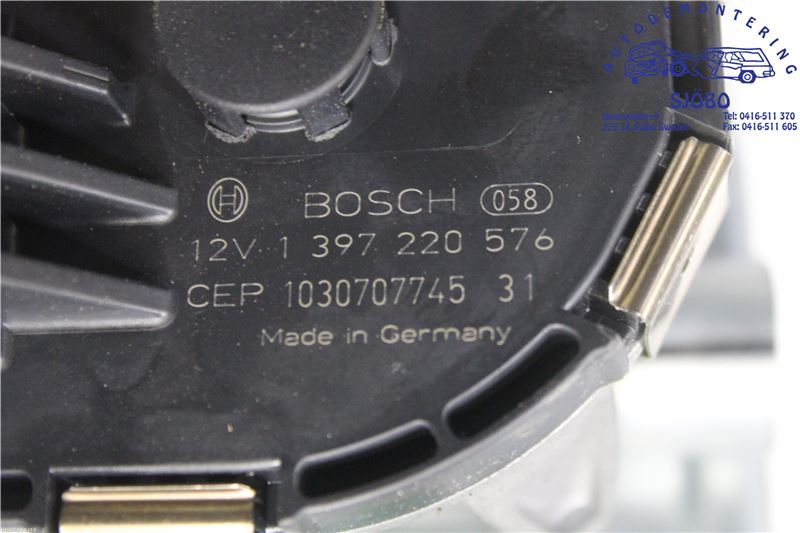 AUTODEMONTERING
SJÖBO
Tel: 0416-511 370
Fax: 0416-511 605
BOSCH 058
12V 1 397 220 576
CEP 1030707745 31
Made in Germany